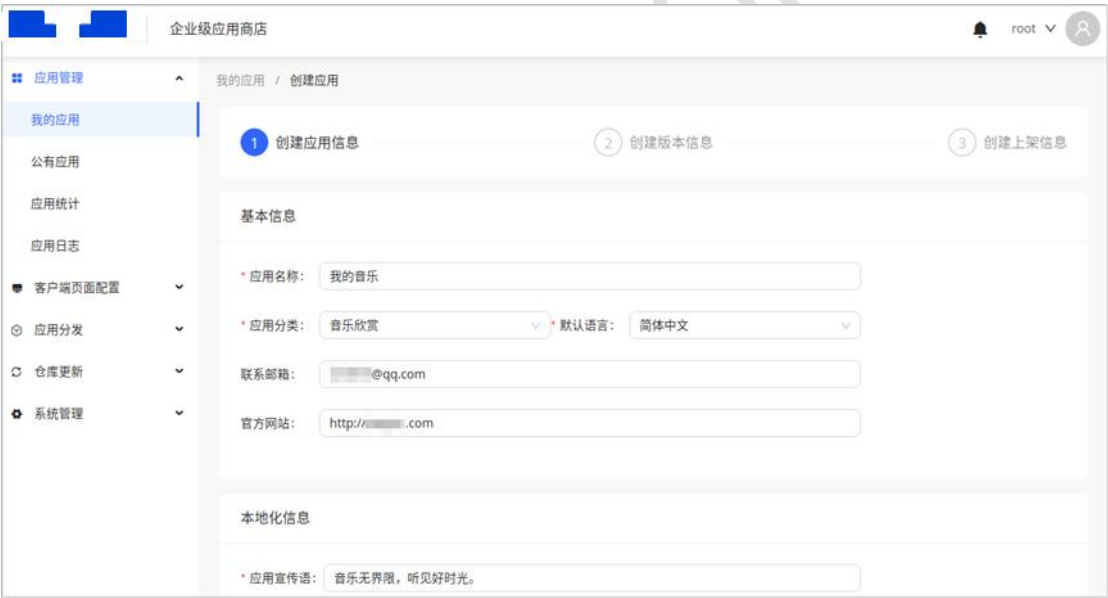 企业级应用商店
root
应用管理
我的应用
公有应用
应用统计
应用日志
客户端页面配置
应用分发
仓库更新
系统管理
我的应用 / 创建应用
1 创建应用信息
2 创建版本信息
3 创建上架信息
基本信息
* 应用名称： 我的音乐
* 应用分类： 音乐欣赏 * 默认语言： 简体中文
联系邮箱： @qq.com
官方网站： http:// .com
本地化信息
* 应用宣传语： 音乐无界限，听见好时光。